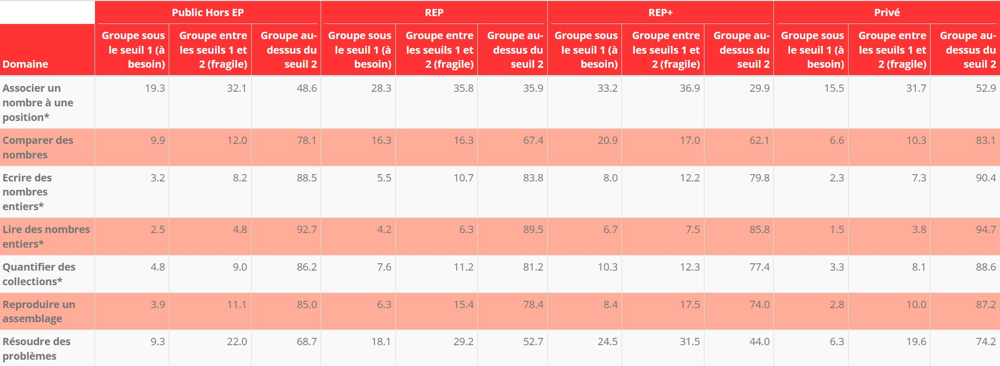 Public Hors EP REP REP+ Privé
Domaine Groupe sous le seuil 1 (à besoin) Groupe entre les seuils 1 et 2 (fragile) Groupe au-dessus du seuil 2 Groupe sous le seuil 1 (à besoin) Groupe entre les seuils 1 et 2 (fragile) Groupe au-dessus du seuil 2 Groupe sous le seuil 1 (à besoin) Groupe entre les seuils 1 et 2 (fragile) Groupe au-dessus du seuil 2 Groupe sous le seuil 1 (à besoin) Groupe entre les seuils 1 et 2 (fragile) Groupe au-dessus du seuil 2
Associer un nombre à une position* 19.3 32.1 48.6 28.3 35.8 35.9 33.2 36.9 29.9 15.5 31.7 52.9
Comparer des nombres 9.9 12.0 78.1 16.3 16.3 67.4 20.9 17.0 62.1 6.6 10.3 83.1
Ecrire des nombres entiers* 3.2 8.2 88.5 5.5 10.7 83.8 8.0 12.2 79.8 2.3 7.3 90.4
Lire des nombres entiers* 2.5 4.8 92.7 4.2 6.3 89.5 6.7 7.5 85.8 1.5 3.8 94.7
Quantifier des collections* 4.8 9.0 86.2 7.6 11.2 81.2 10.3 12.3 77.4 3.3 8.1 88.6
Reproduire un assemblage 3.9 11.1 85.0 6.3 15.4 78.4 8.4 17.5 74.0 2.8 10.0 87.2
Résoudre des problèmes 9.3 22.0 68.7 18.1 29.2 52.7 24.5 31.5 44.0 6.3 19.6 74.2